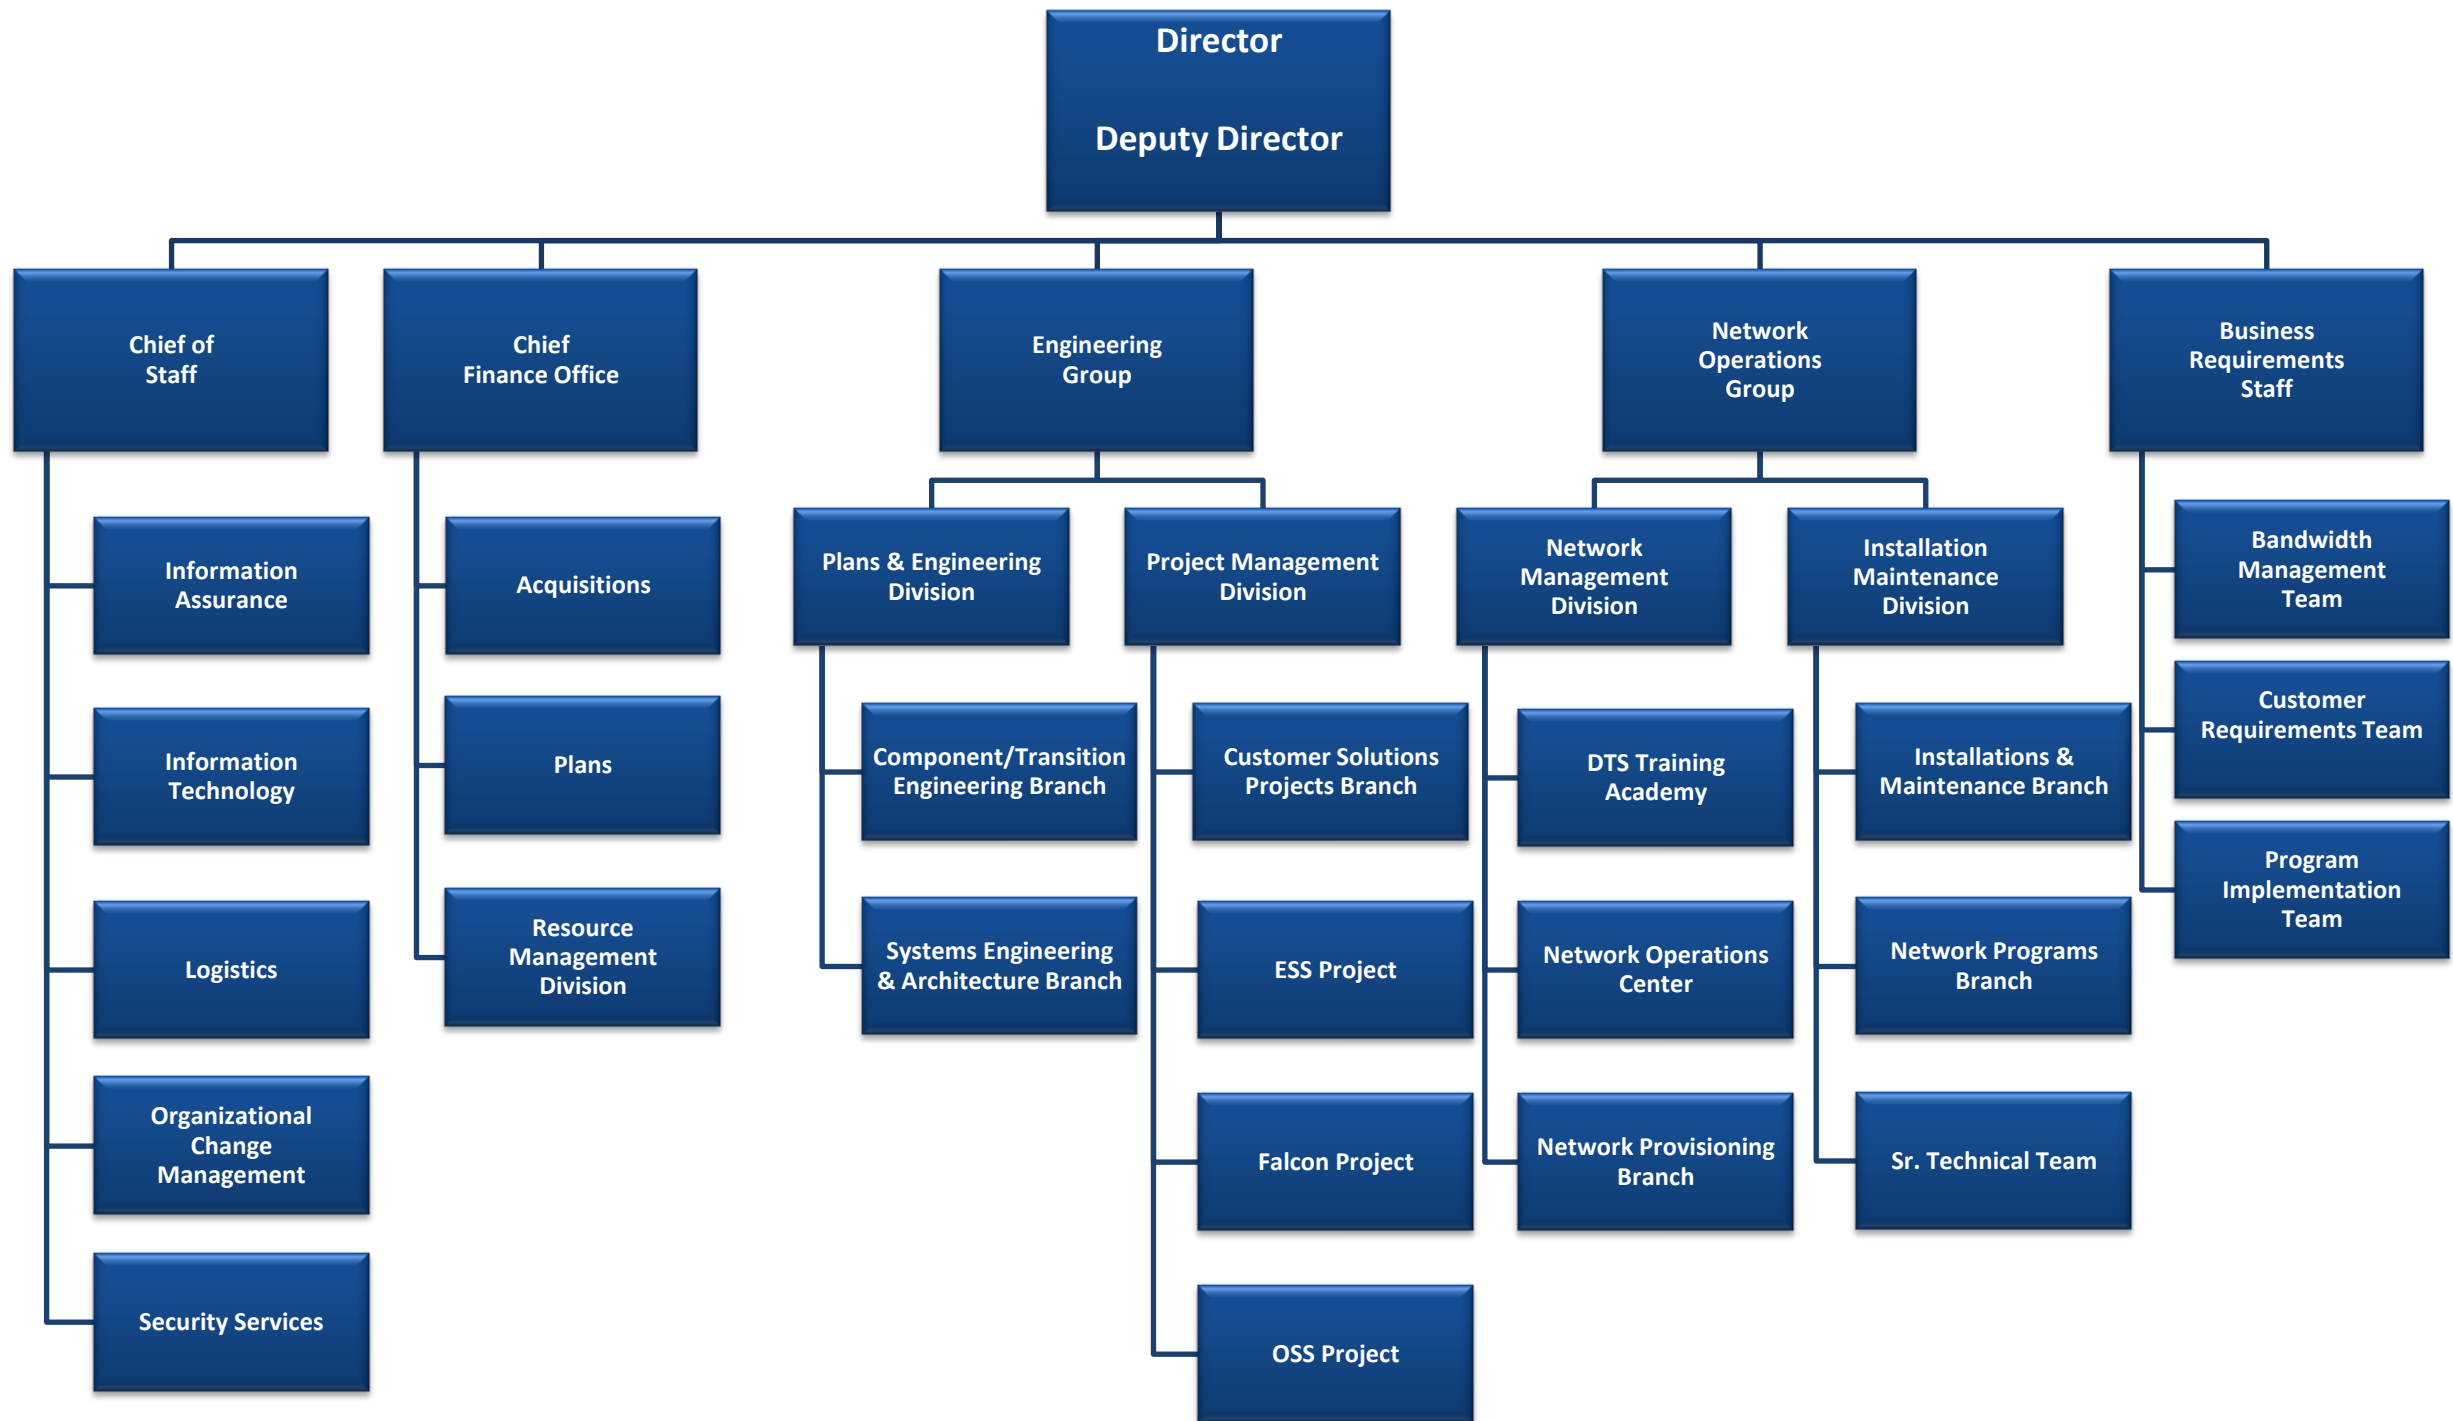 Director
Deputy Director
Chief of
Staff
Chief
Finance Office
Engineering
Group
Network
Operations
Group
Business
Requirements
Staff
Information
Assurance
Information
Technology
Logistics
Organizational
Change
Management
Security Services
Acquisitions
Plans
Resource
Management
Division
Plans & Engineering
Division
Component/Transition
Engineering Branch
Systems Engineering
& Architecture Branch
Project Management
Division
Customer Solutions
Projects Branch
ESS Project
Falcon Project
OSS Project
Network
Management
Division
DTS Training
Academy
Network Operations
Center
Network Provisioning
Branch
Installation
Maintenance
Division
Installations &
Maintenance Branch
Network Programs
Branch
Sr. Technical Team
Bandwidth
Management
Team
Customer
Requirements Team
Program
Implementation
Team